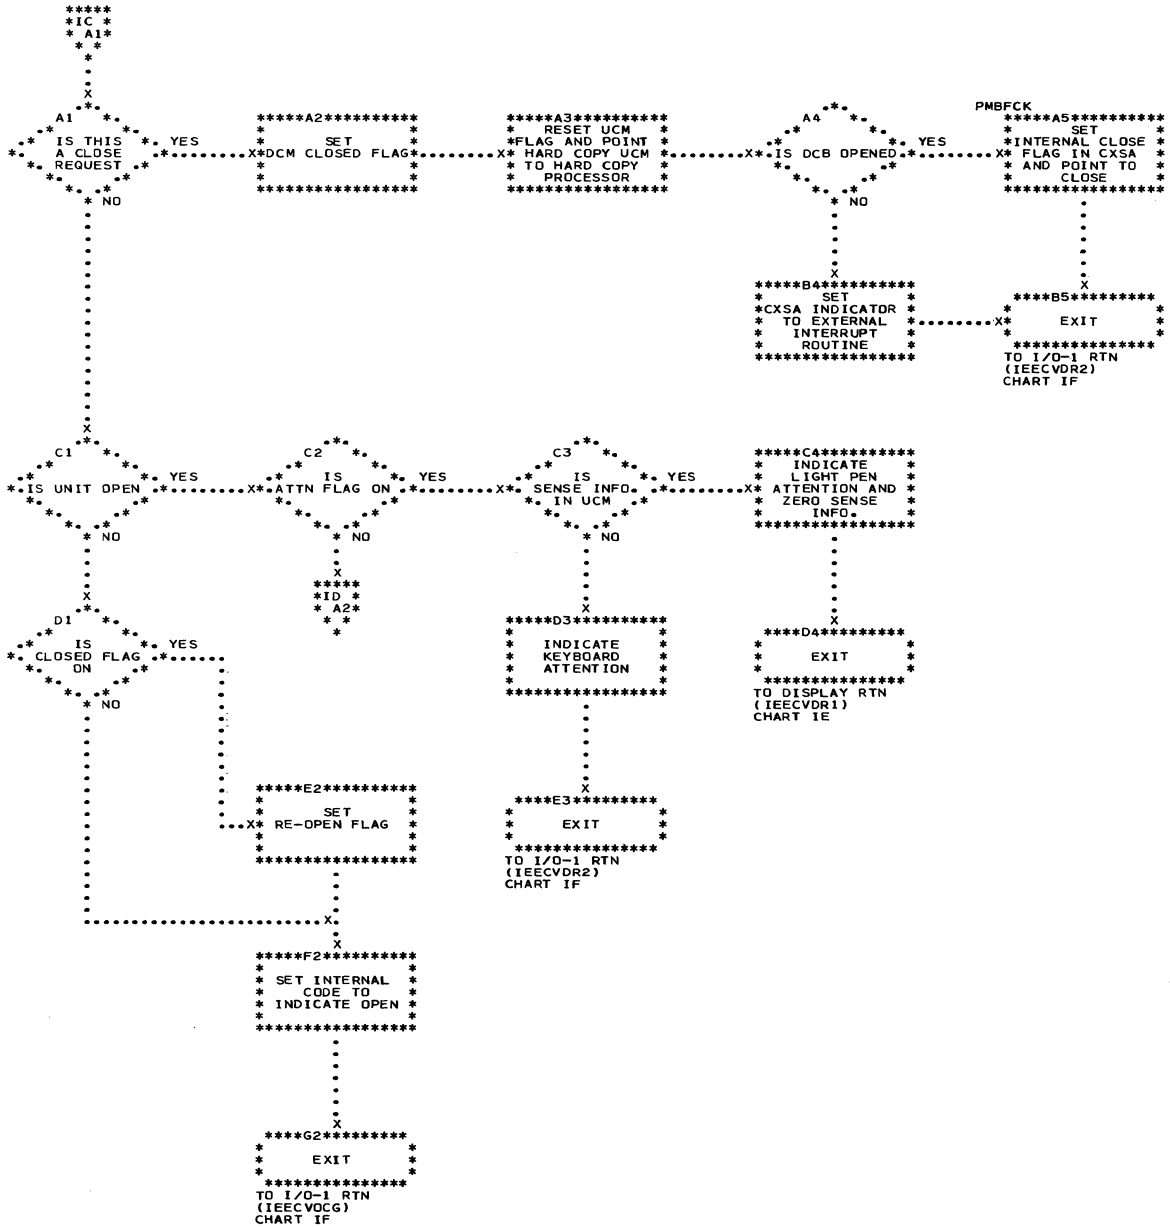 IC
A1
A1
IS THIS
A CLOSE
REQUEST
YES
NO
A2
SET
DCM CLOSED FLAG
A3
RESET UCM
FLAG AND POINT
HARD COPY UCM
TO HARD COPY
PROCESSOR
A4
IS DCB OPENED
YES
NO
PMBFCK
A5
SET
INTERNAL CLOSE
FLAG IN CXSA
AND POINT TO
CLOSE
B4
SET
CXSA INDICATOR
TO EXTERNAL
INTERRUPT
ROUTINE
B5
EXIT
TO I/O-1 RTN
(IEECVDR2)
CHART IF
C1
IS UNIT OPEN
YES
NO
C2
IS
ATTN FLAG ON
YES
NO
ID
A2
C3
IS
SENSE INFO
IN UCM
YES
NO
C4
INDICATE
LIGHT PEN
ATTENTION AND
ZERO SENSE
INFO.
D1
IS
CLOSED FLAG
ON
YES
NO
D3
INDICATE
KEYBOARD
ATTENTION
D4
EXIT
TO DISPLAY RTN
(IEECVDR1)
CHART IE
E2
SET
RE-OPEN FLAG
E3
EXIT
TO I/O-1 RTN
(IEECVDR2)
CHART IF
F2
SET INTERNAL
CODE TO
INDICATE OPEN
G2
EXIT
TO I/O-1 RTN
(IEECVOCG)
CHART IF